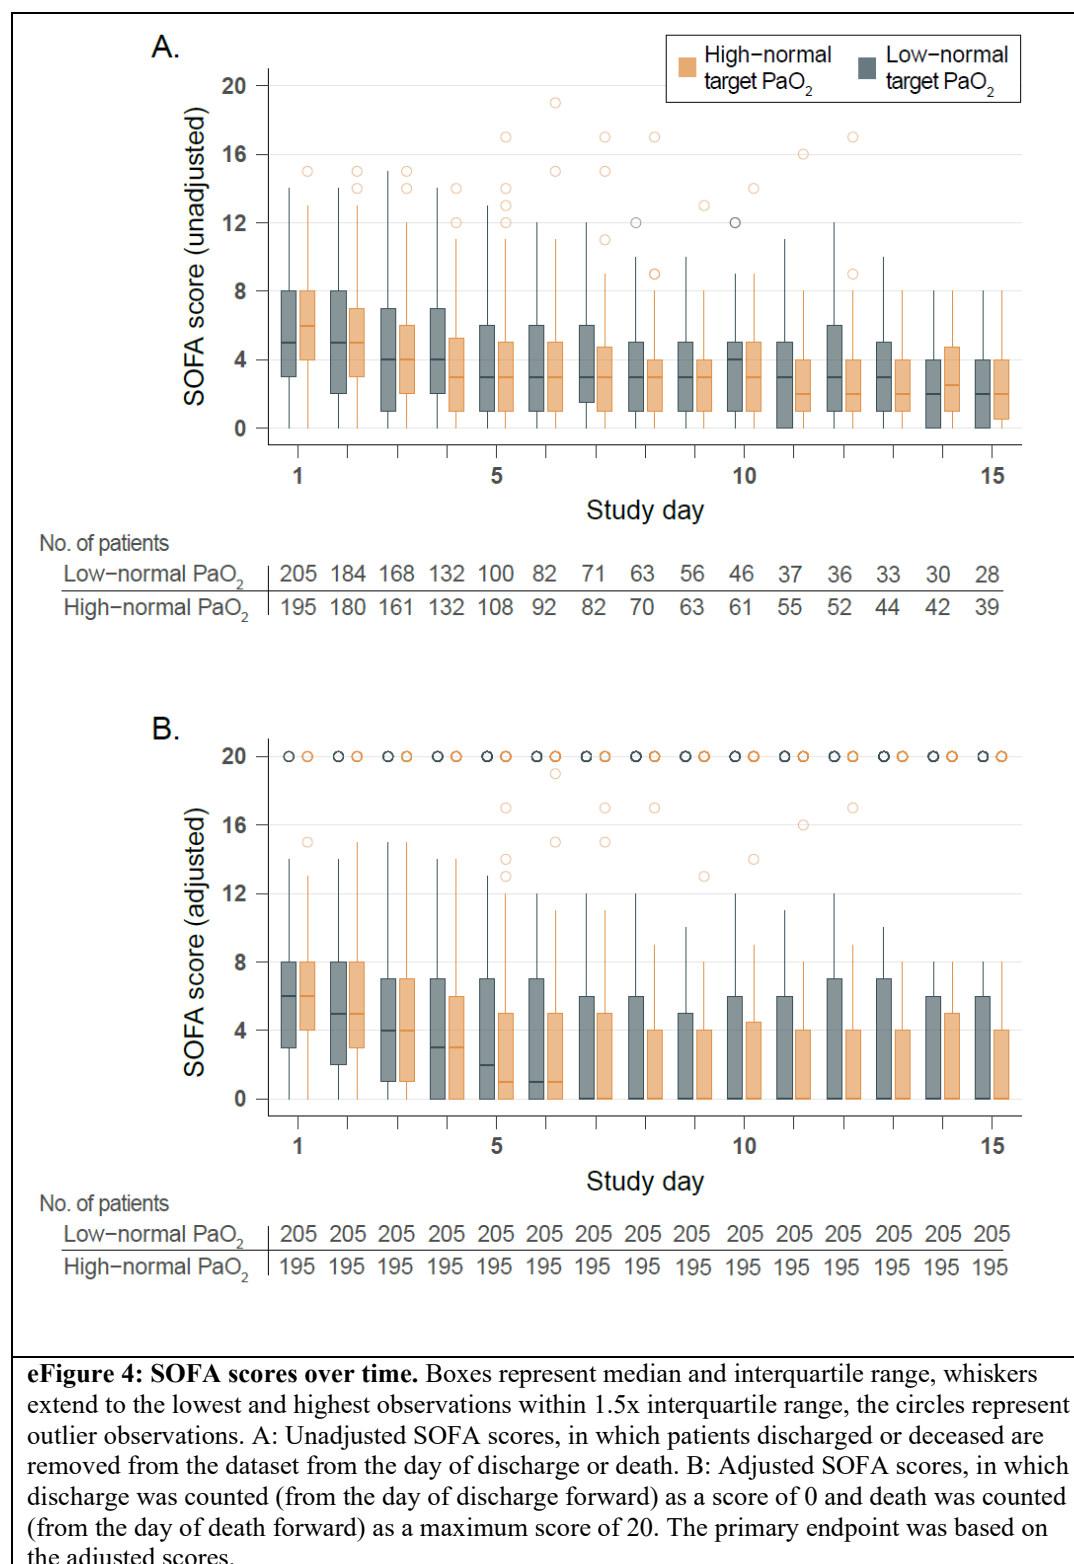 A.
High−normal target PaO2
Low−normal target PaO2
SOFA score (unadjusted)
20
16
12
8
4
0
1 5 10 15
Study day
No. of patients
Low−normal PaO2 205 184 168 132 100 82 71 63 56 46 37 36 33 30 28
High−normal PaO2 195 180 161 132 108 92 82 70 63 61 55 52 44 42 39
B.
SOFA score (adjusted)
20
16
12
8
4
0
1 5 10 15
Study day
No. of patients
Low−normal PaO2 205 205 205 205 205 205 205 205 205 205 205 205 205 205 205
High−normal PaO2 195 195 195 195 195 195 195 195 195 195 195 195 195 195 195
eFigure 4: SOFA scores over time. Boxes represent median and interquartile range, whiskers
extend to the lowest and highest observations within 1.5x interquartile range, the circles represent
outlier observations. A: Unadjusted SOFA scores, in which patients discharged or deceased are
removed from the dataset from the day of discharge or death. B: Adjusted SOFA scores, in which
discharge was counted (from the day of discharge forward) as a score of 0 and death was counted
(from the day of death forward) as a maximum score of 20. The primary endpoint was based on
the adjusted scores.